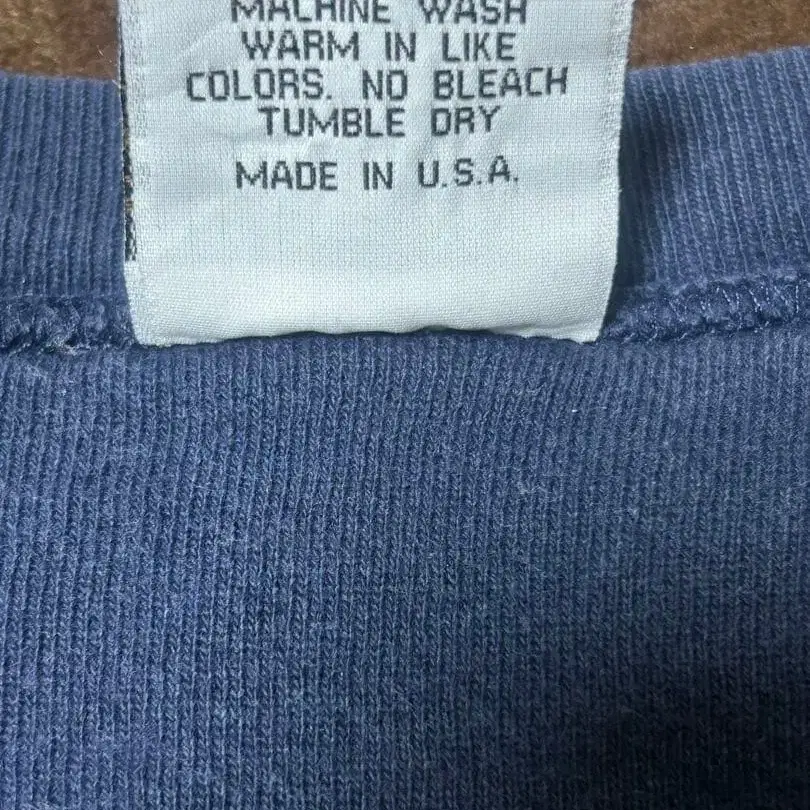 MACHINE WASH
WARM IN LIKE
COLORS. NO BLEACH
TUMBLE DRY
MADE IN U.S.A.